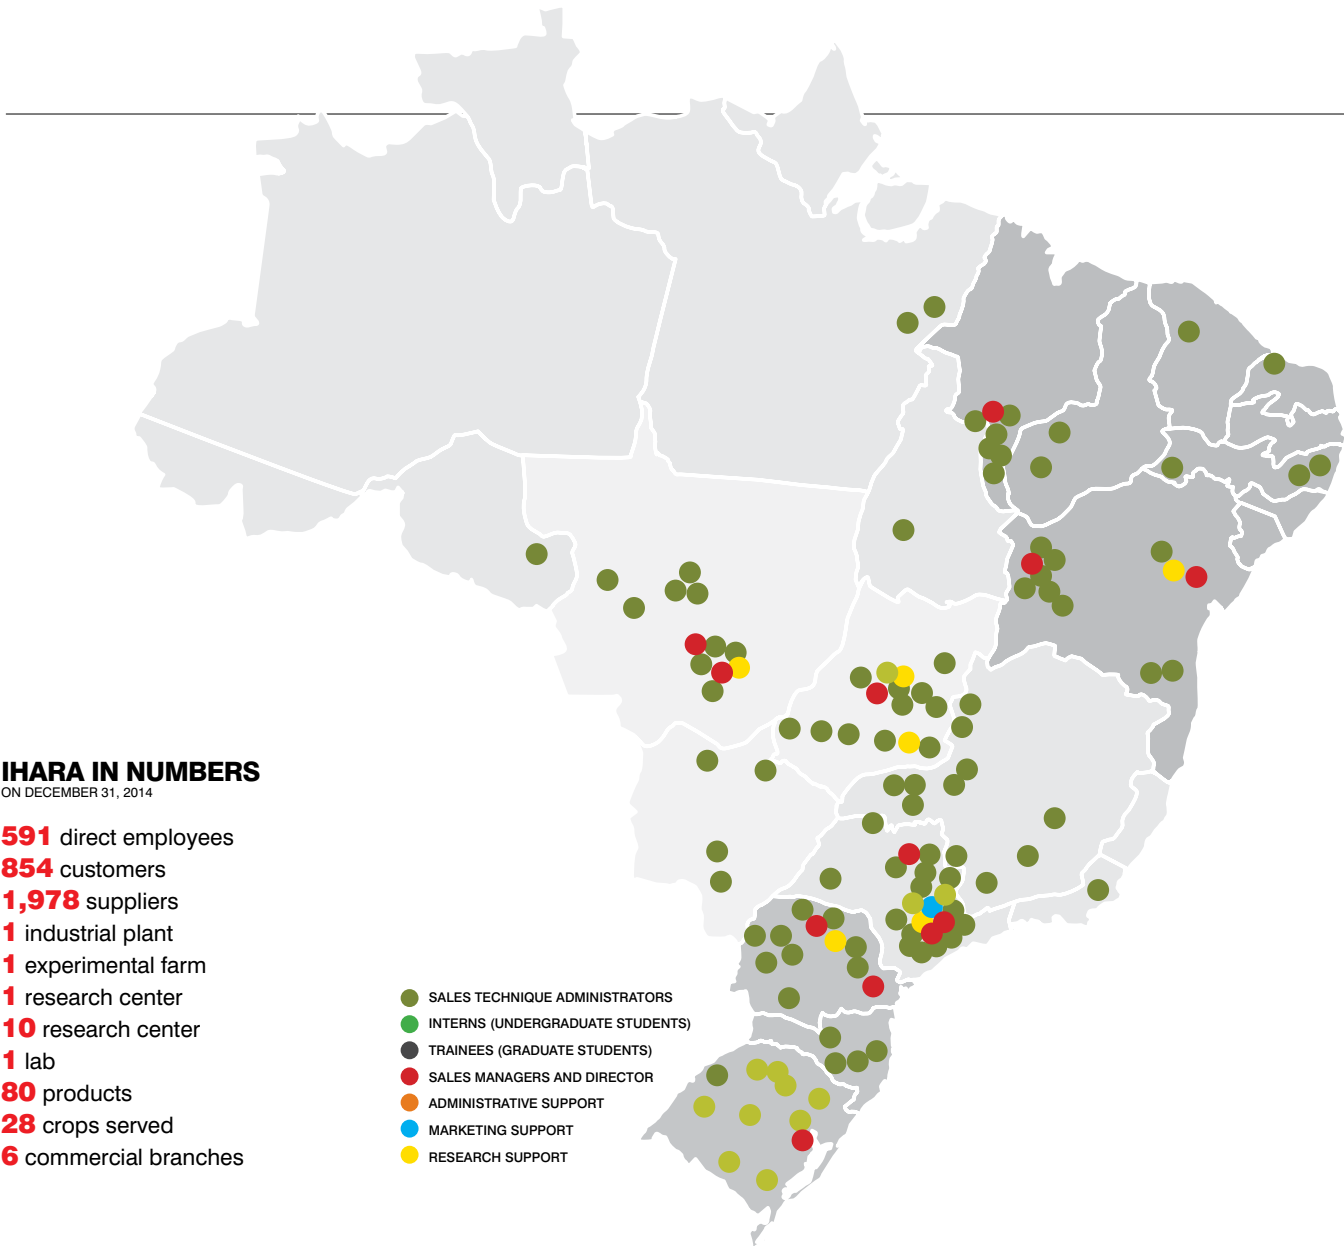 IHARA IN NUMBERS
ON DECEMBER 31, 2014
591 direct employees
854 customers
1,978 suppliers
1 industrial plant
1 experimental farm
1 research center
10 research center
1 lab
80 products
28 crops served
6 commercial branches
SALES TECHNIQUE ADMINISTRATORS
INTERNS (UNDERGRADUATE STUDENTS)
TRAINEES (GRADUATE STUDENTS)
SALES MANAGERS AND DIRECTOR
ADMINISTRATIVE SUPPORT
MARKETING SUPPORT
RESEARCH SUPPORT